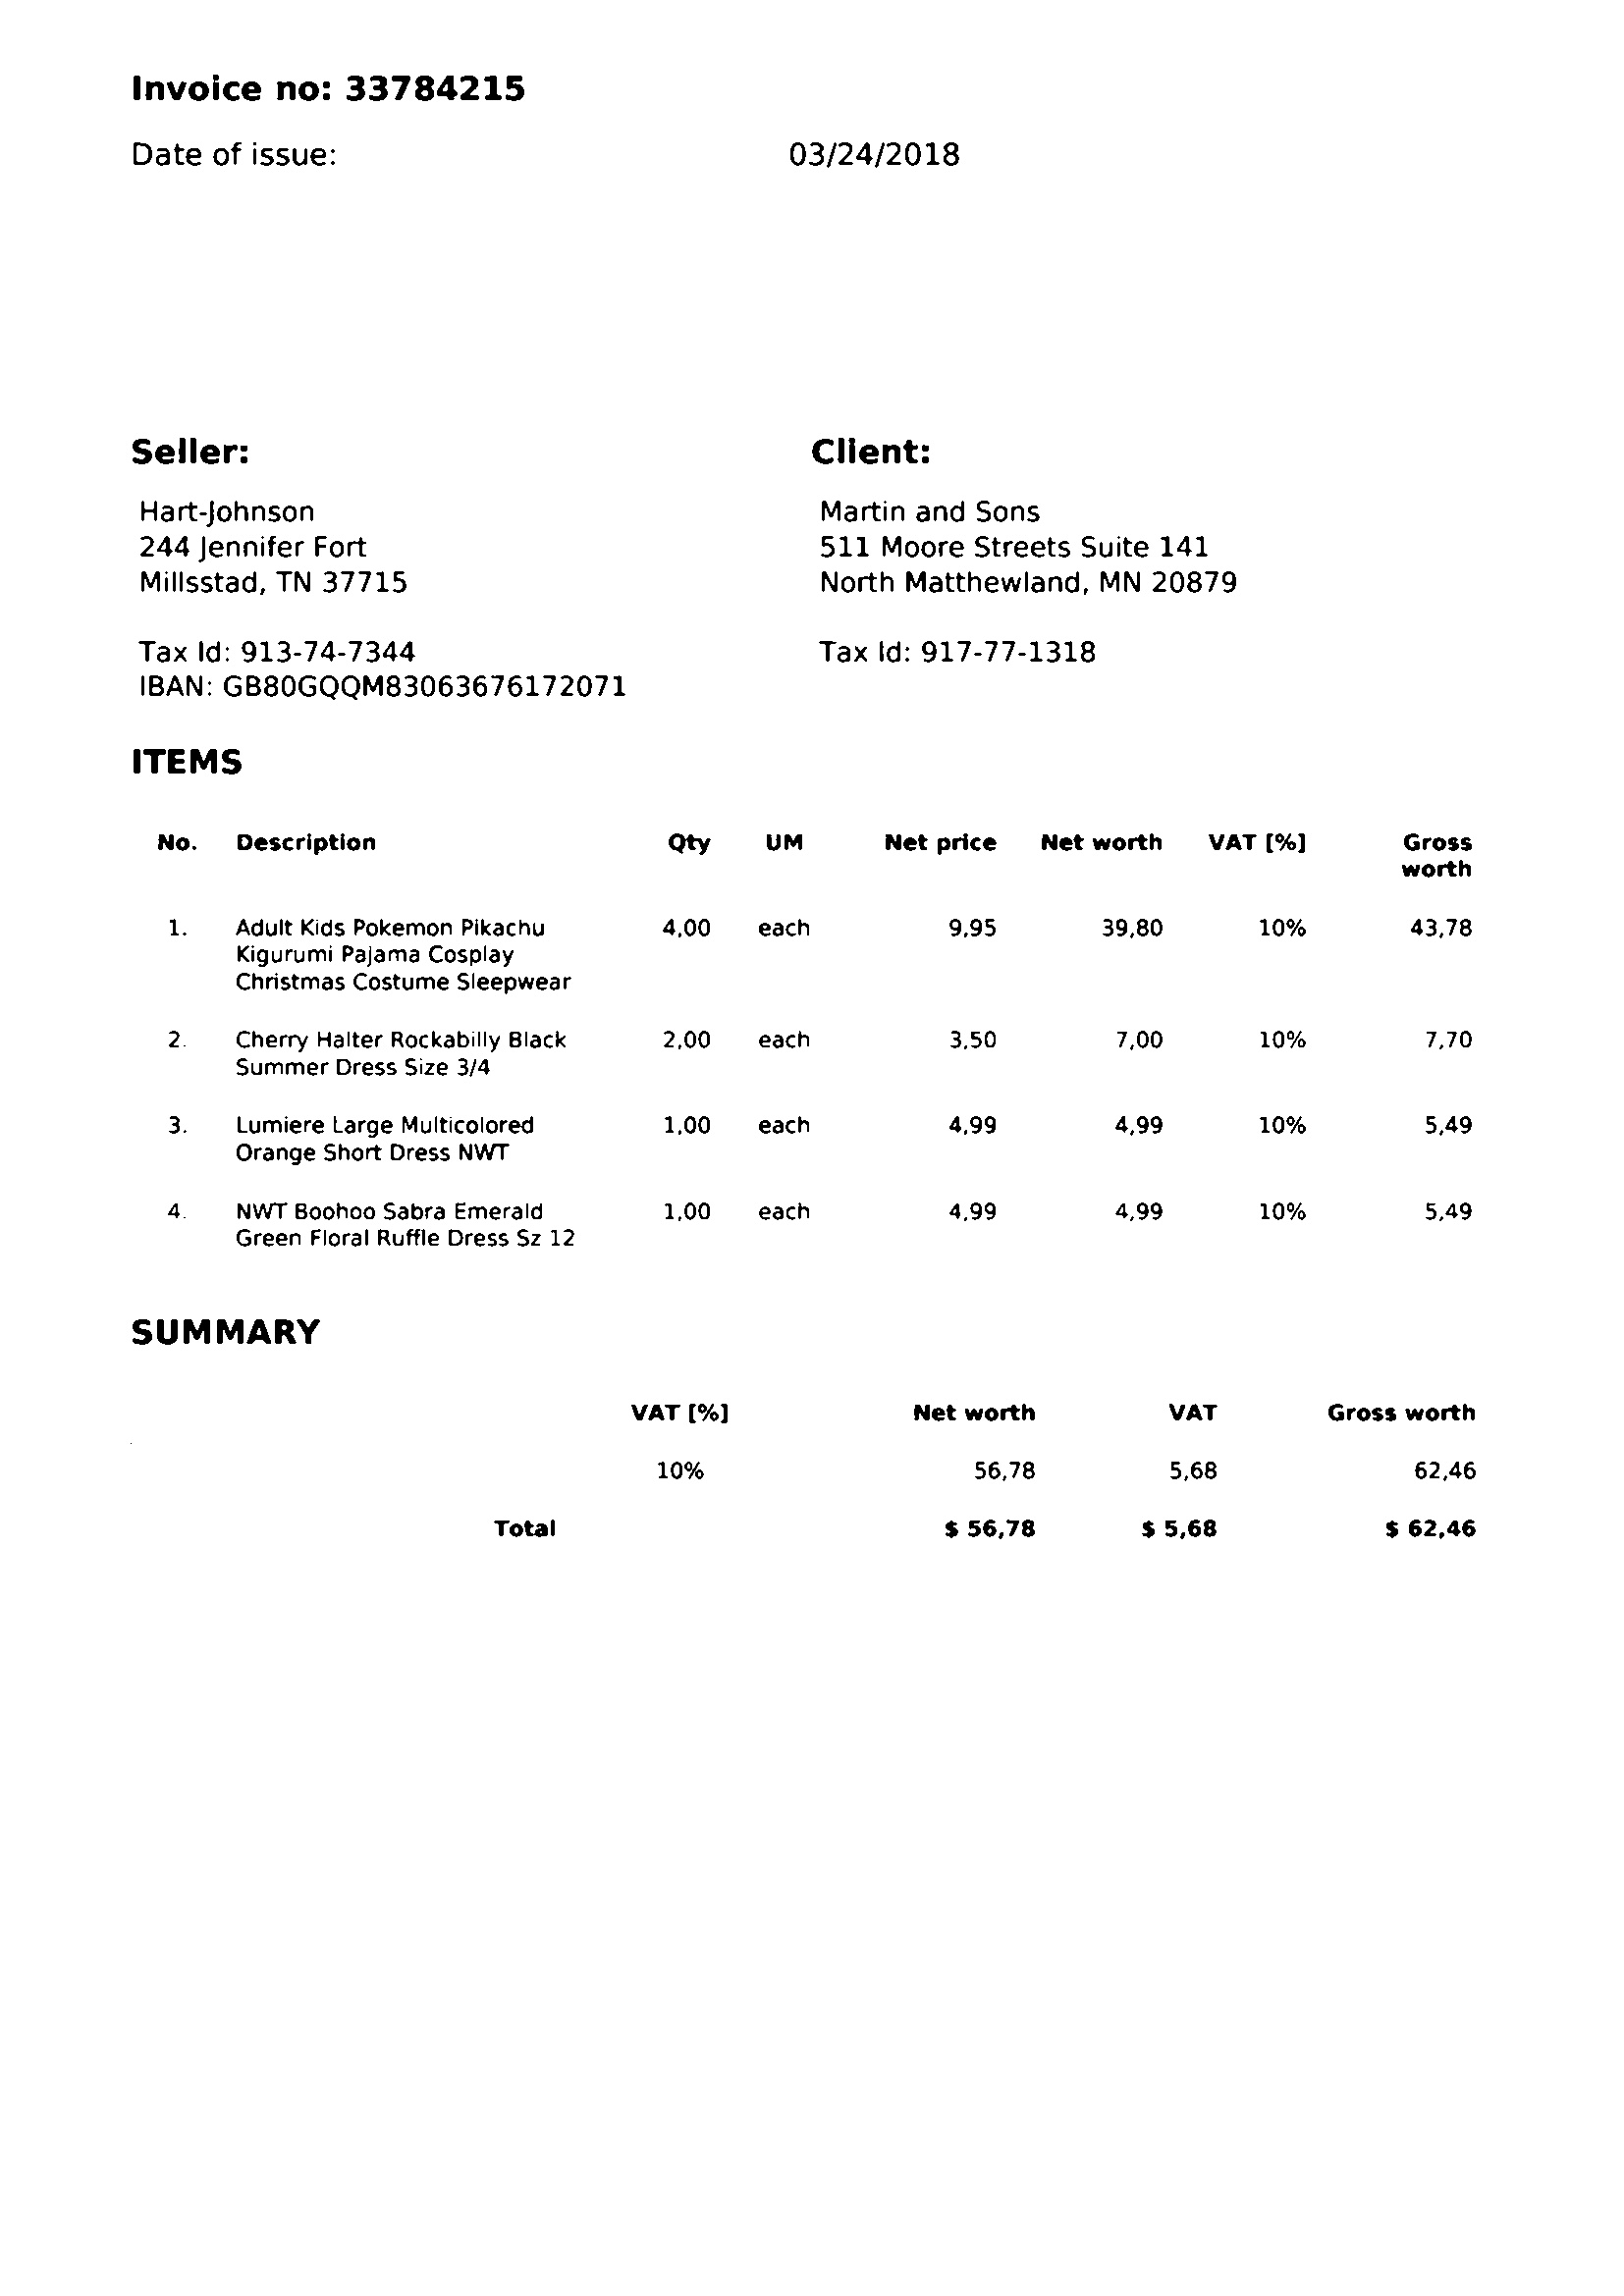 Invoice no: 33784215
Date of issue: 03/24/2018
Seller: Client:
Hart-Johnson Martin and Sons
244 Jennifer Fort 511 Moore Streets Suite 141
Millsstad, TN 37715 North Matthewland, MN 20879
Tax Id: 913-74-7344 Tax Id: 917-77-1318
IBAN: GB80GQQM83063676172071
ITEMS
No. Description Qty UM Net price Net worth VAT [%] Gross
worth
1. Adult Kids Pokemon Pikachu 4,00 each 9,95 39,80 10% 43,78
Kigurumi Pajama Cosplay
Christmas Costume Sleepwear
2. Cherry Halter Rockabilly Black 2,00 each 3,50 7,00 10% 7,70
Summer Dress Size 3/4
3. Lumiere Large Multicolored 1,00 each 4,99 4,99 10% 5,49
Orange Short Dress NWT
4. NWT Boohoo Sabra Emerald 1,00 each 4,99 4,99 10% 5,49
Green Floral Ruffle Dress Sz 12
SUMMARY
VAT [%] Net worth VAT Gross worth
10% 56,78 5,68 62,46
Total $ 56,78 $ 5,68 $ 62,46